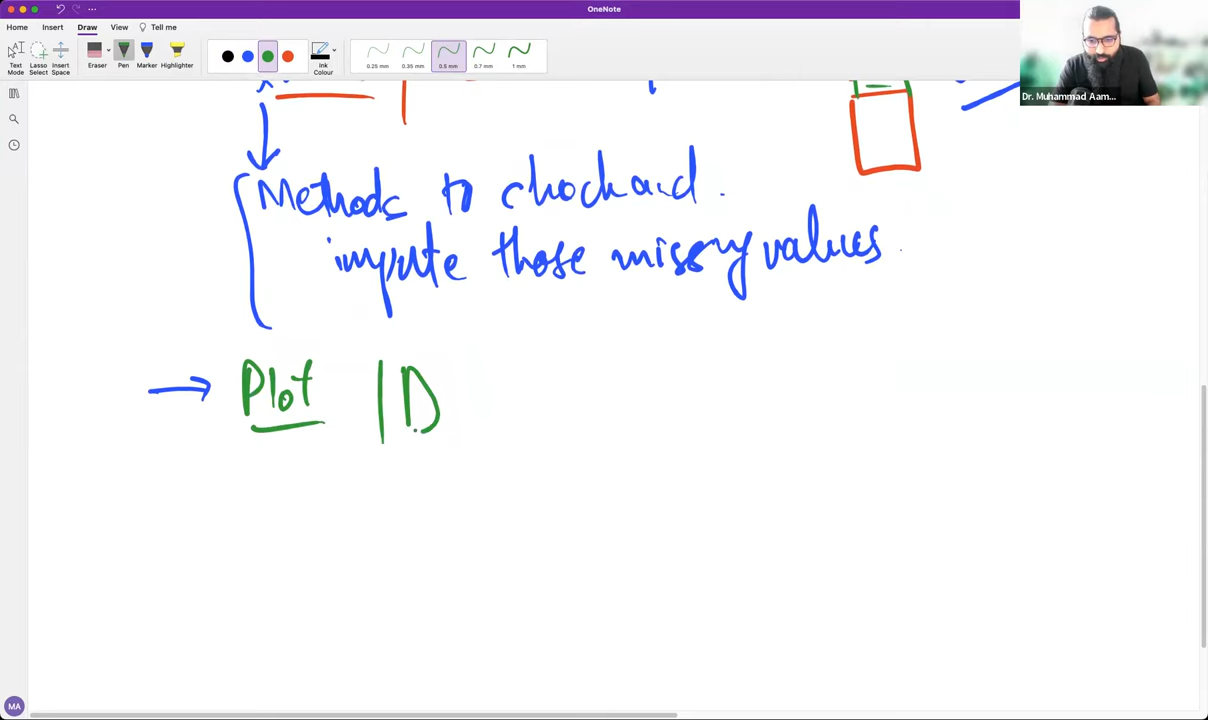 OneNote
Home Insert Draw View Tell me
Text Mode Lasso Select Insert Space Eraser Pen Marker Highlighter Ink Colour 0.25 mm 0.35 mm 0.5 mm 0.7 mm 1 mm
Dr. Muhammad Aam...
Methods to chack and
impute those missing values
Plot | D
MA